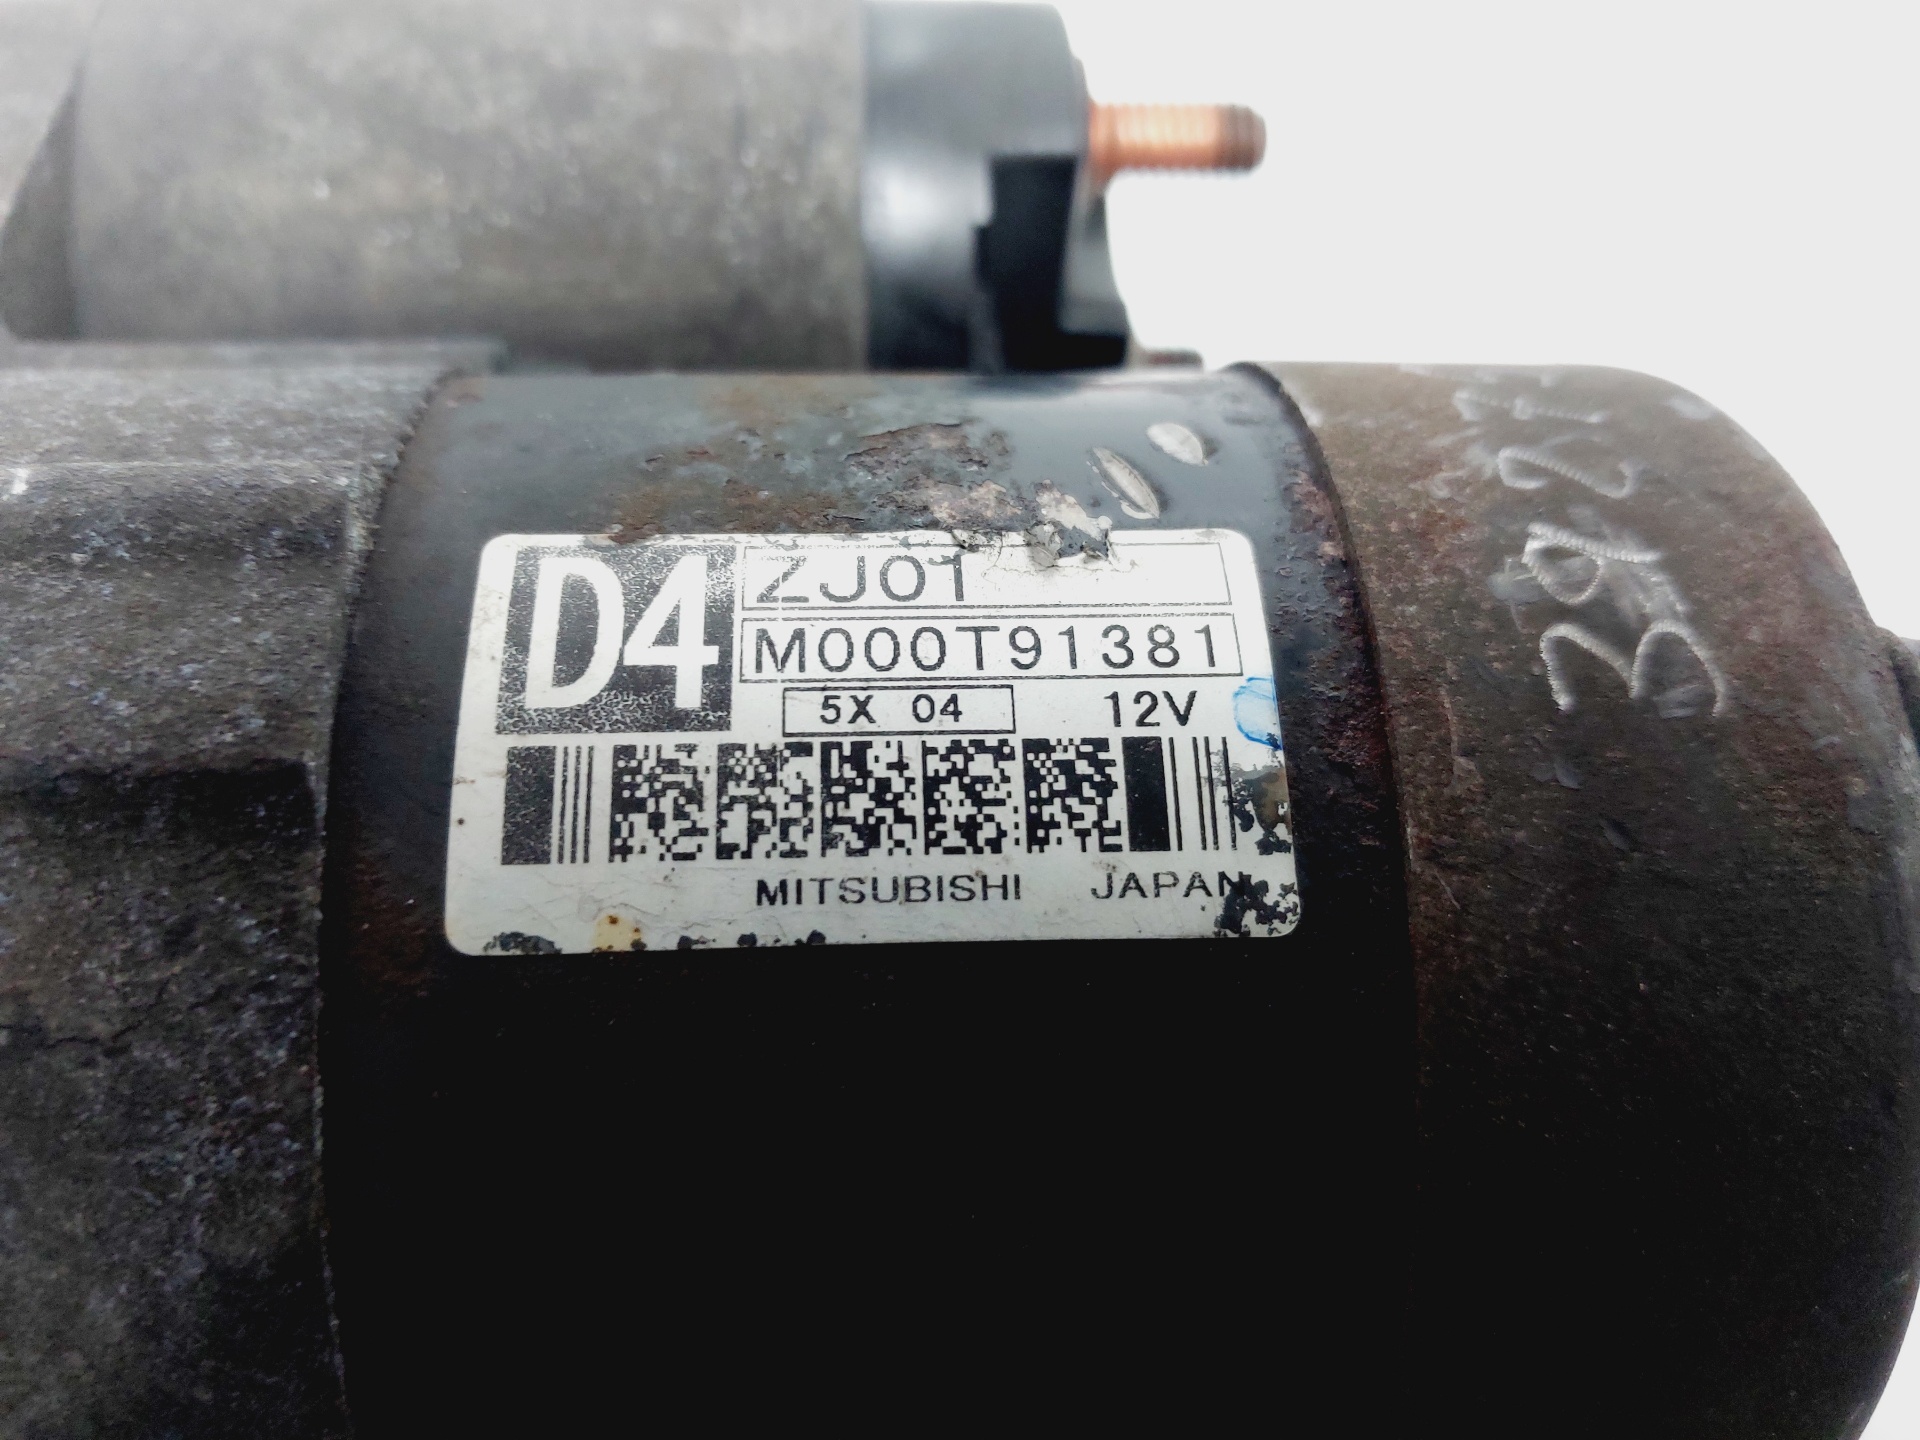 D4
ZJ01
M000T91381
5X 04 12V
MITSUBISHI JAPAN